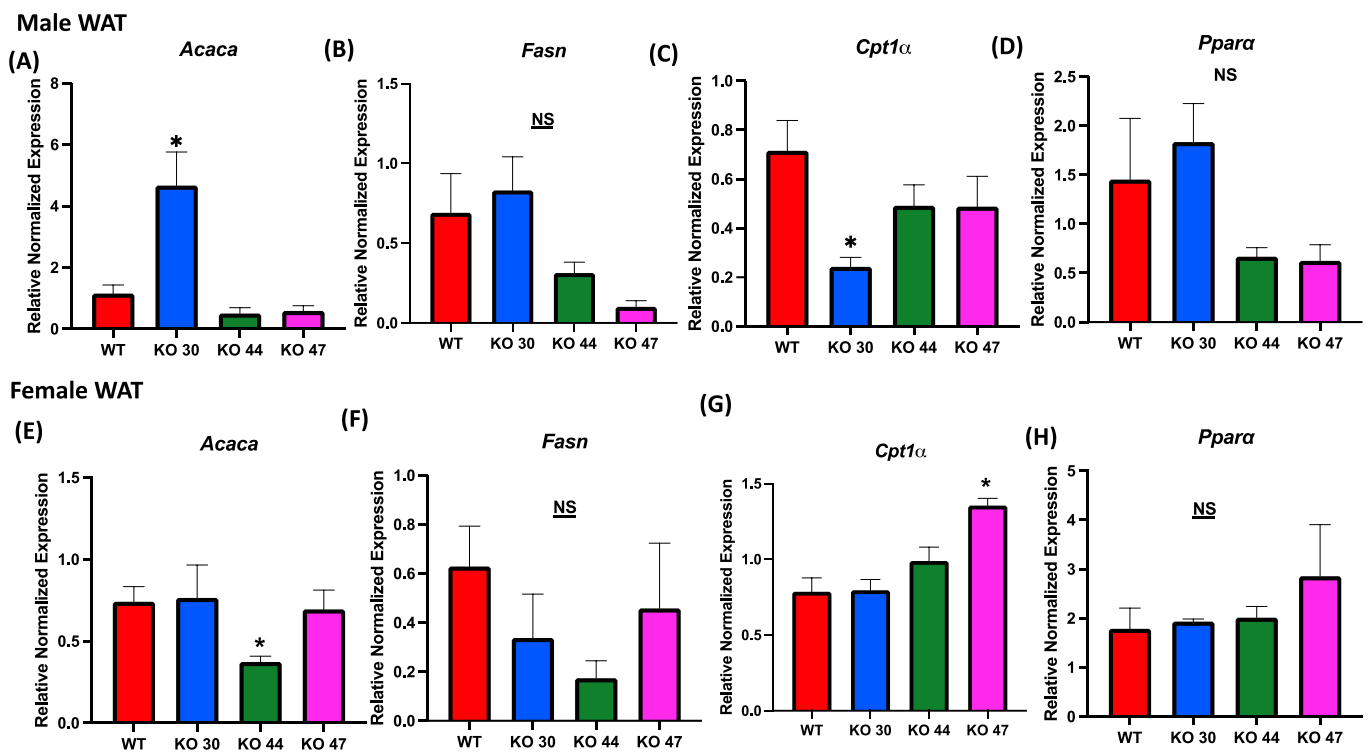 Male WAT
(A)
Acaca
Relative Normalized Expression
8
6
4
2
0
*
WT
KO 30
KO 44
KO 47
(B)
Fasn
Relative Normalized Expression
1.5
1.0
0.5
0.0
NS
WT
KO 30
KO 44
KO 47
(C)
Cpt1α
Relative Normalized Expression
1.0
0.8
0.6
0.4
0.2
0.0
*
WT
KO 30
KO 44
KO 47
(D)
Pparα
NS
Relative Normalized Expression
2.5
2.0
1.5
1.0
0.5
0.0
WT
KO 30
KO 44
KO 47
Female WAT
(E)
Acaca
Relative Normalized Expression
1.5
1.0
0.5
0.0
*
WT
KO 30
KO 44
KO 47
(F)
Fasn
Relative Normalized Expression
1.0
0.8
0.6
0.4
0.2
0.0
NS
WT
KO 30
KO 44
KO 47
(G)
Cpt1α
Relative Normalized Expression
1.5
1.0
0.5
0.0
*
WT
KO 30
KO 44
KO 47
(H)
Pparα
Relative Normalized Expression
5
4
3
2
1
0
NS
WT
KO 30
KO 44
KO 47